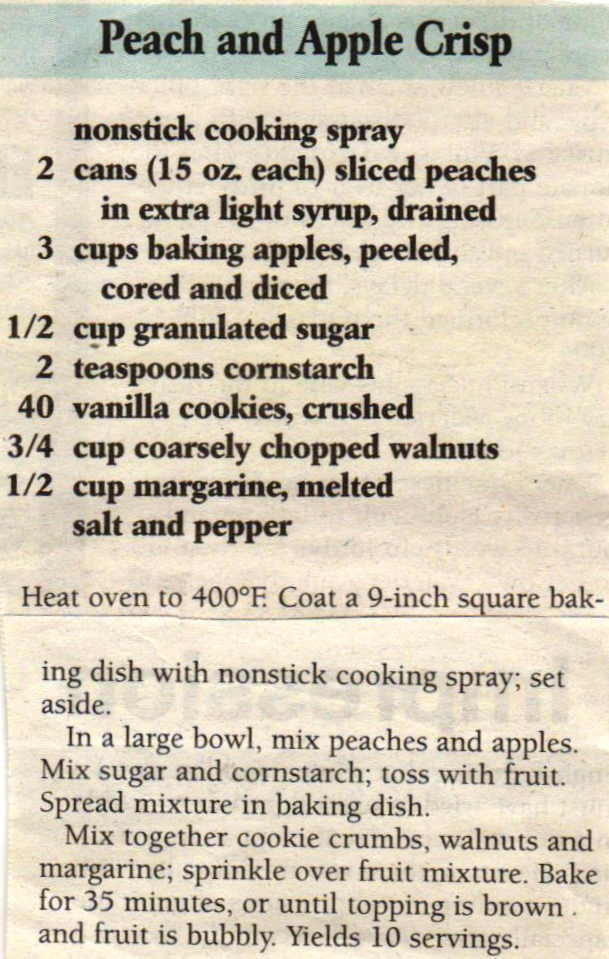 Peach and Apple Crisp
nonstick cooking spray
2 cans (15 oz. each) sliced peaches
in extra light syrup, drained
3 cups baking apples, peeled,
cored and diced
1/2 cup granulated sugar
2 teaspoons cornstarch
40 vanilla cookies, crushed
3/4 cup coarsely chopped walnuts
1/2 cup margarine, melted
salt and pepper
Heat oven to 400°F. Coat a 9-inch square bak-
ing dish with nonstick cooking spray; set
aside.
In a large bowl, mix peaches and apples.
Mix sugar and cornstarch; toss with fruit.
Spread mixture in baking dish.
Mix together cookie crumbs, walnuts and
margarine; sprinkle over fruit mixture. Bake
for 35 minutes, or until topping is brown .
and fruit is bubbly. Yields 10 servings.